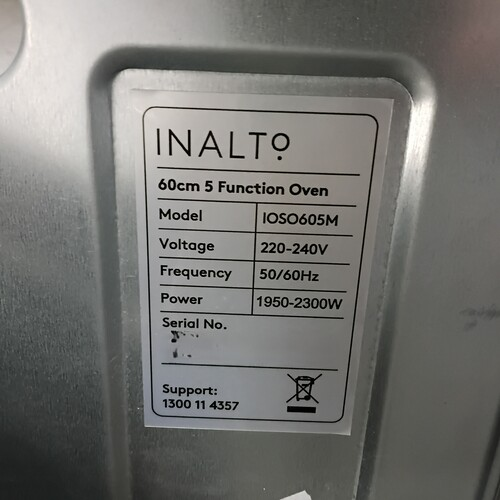 INALTO
60cm 5 Function Oven
Model IOSO605M
Voltage 220-240V
Frequency 50/60Hz
Power 1950-2300W
Serial No.
Support:
1300 11 4357